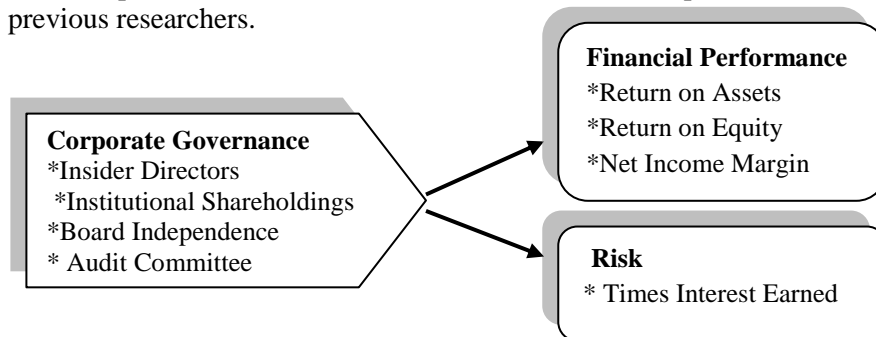 previous researchers.
Corporate Governance
*Insider Directors
*Institutional Shareholdings
*Board Independence
* Audit Committee
Financial Performance
*Return on Assets
*Return on Equity
*Net Income Margin
Risk
* Times Interest Earned